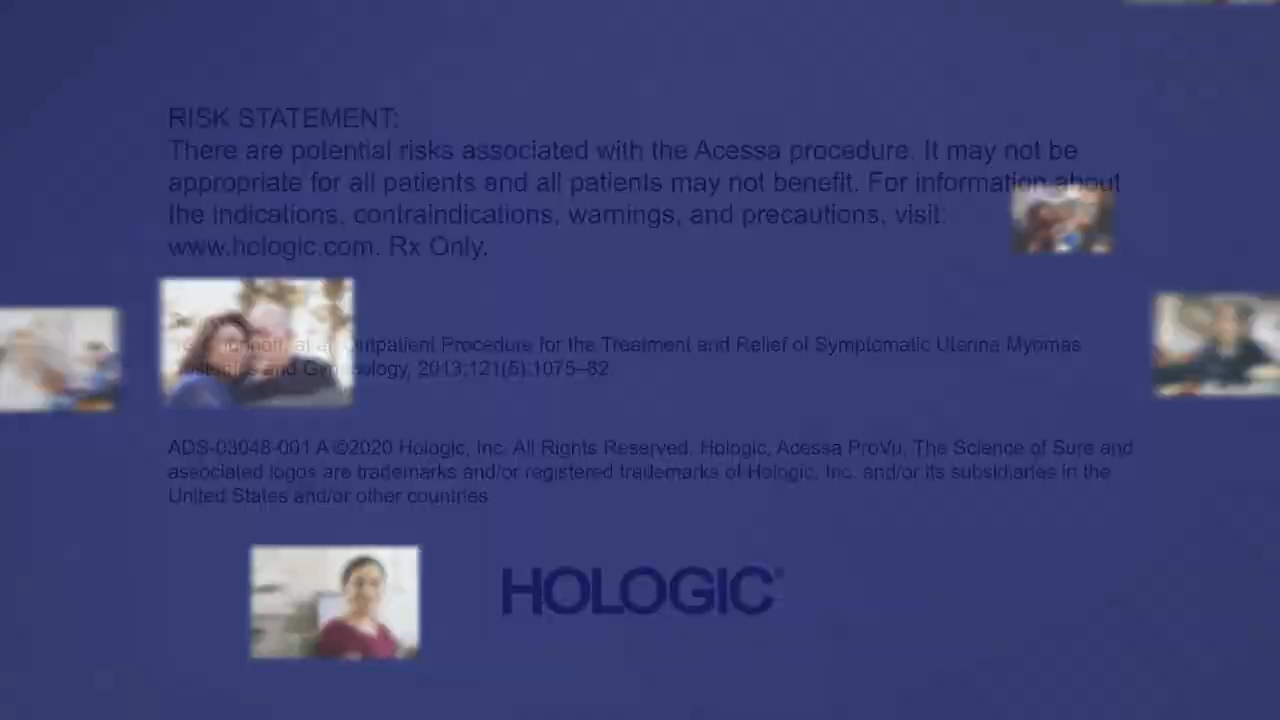 RISK STATEMENT:
There are potential risks associated with the Acessa procedure. It may not be
appropriate for all patients and all patients may not benefit. For information about
the indications, contraindications, warnings, and precautions, visit:
www.hologic.com. Rx Only.
Outpatient Procedure for the Treatment and Relief of Symptomatic Uterine Myomas
and Gynecology, 2013;121(5):1075–82
ADS-03048-001 A ©2020 Hologic, Inc. All Rights Reserved. Hologic, Acessa ProVu, The Science of Sure and
associated logos are trademarks and/or registered trademarks of Hologic, Inc. and/or its subsidiaries in the
United States and/or other countries
HOLOGIC®